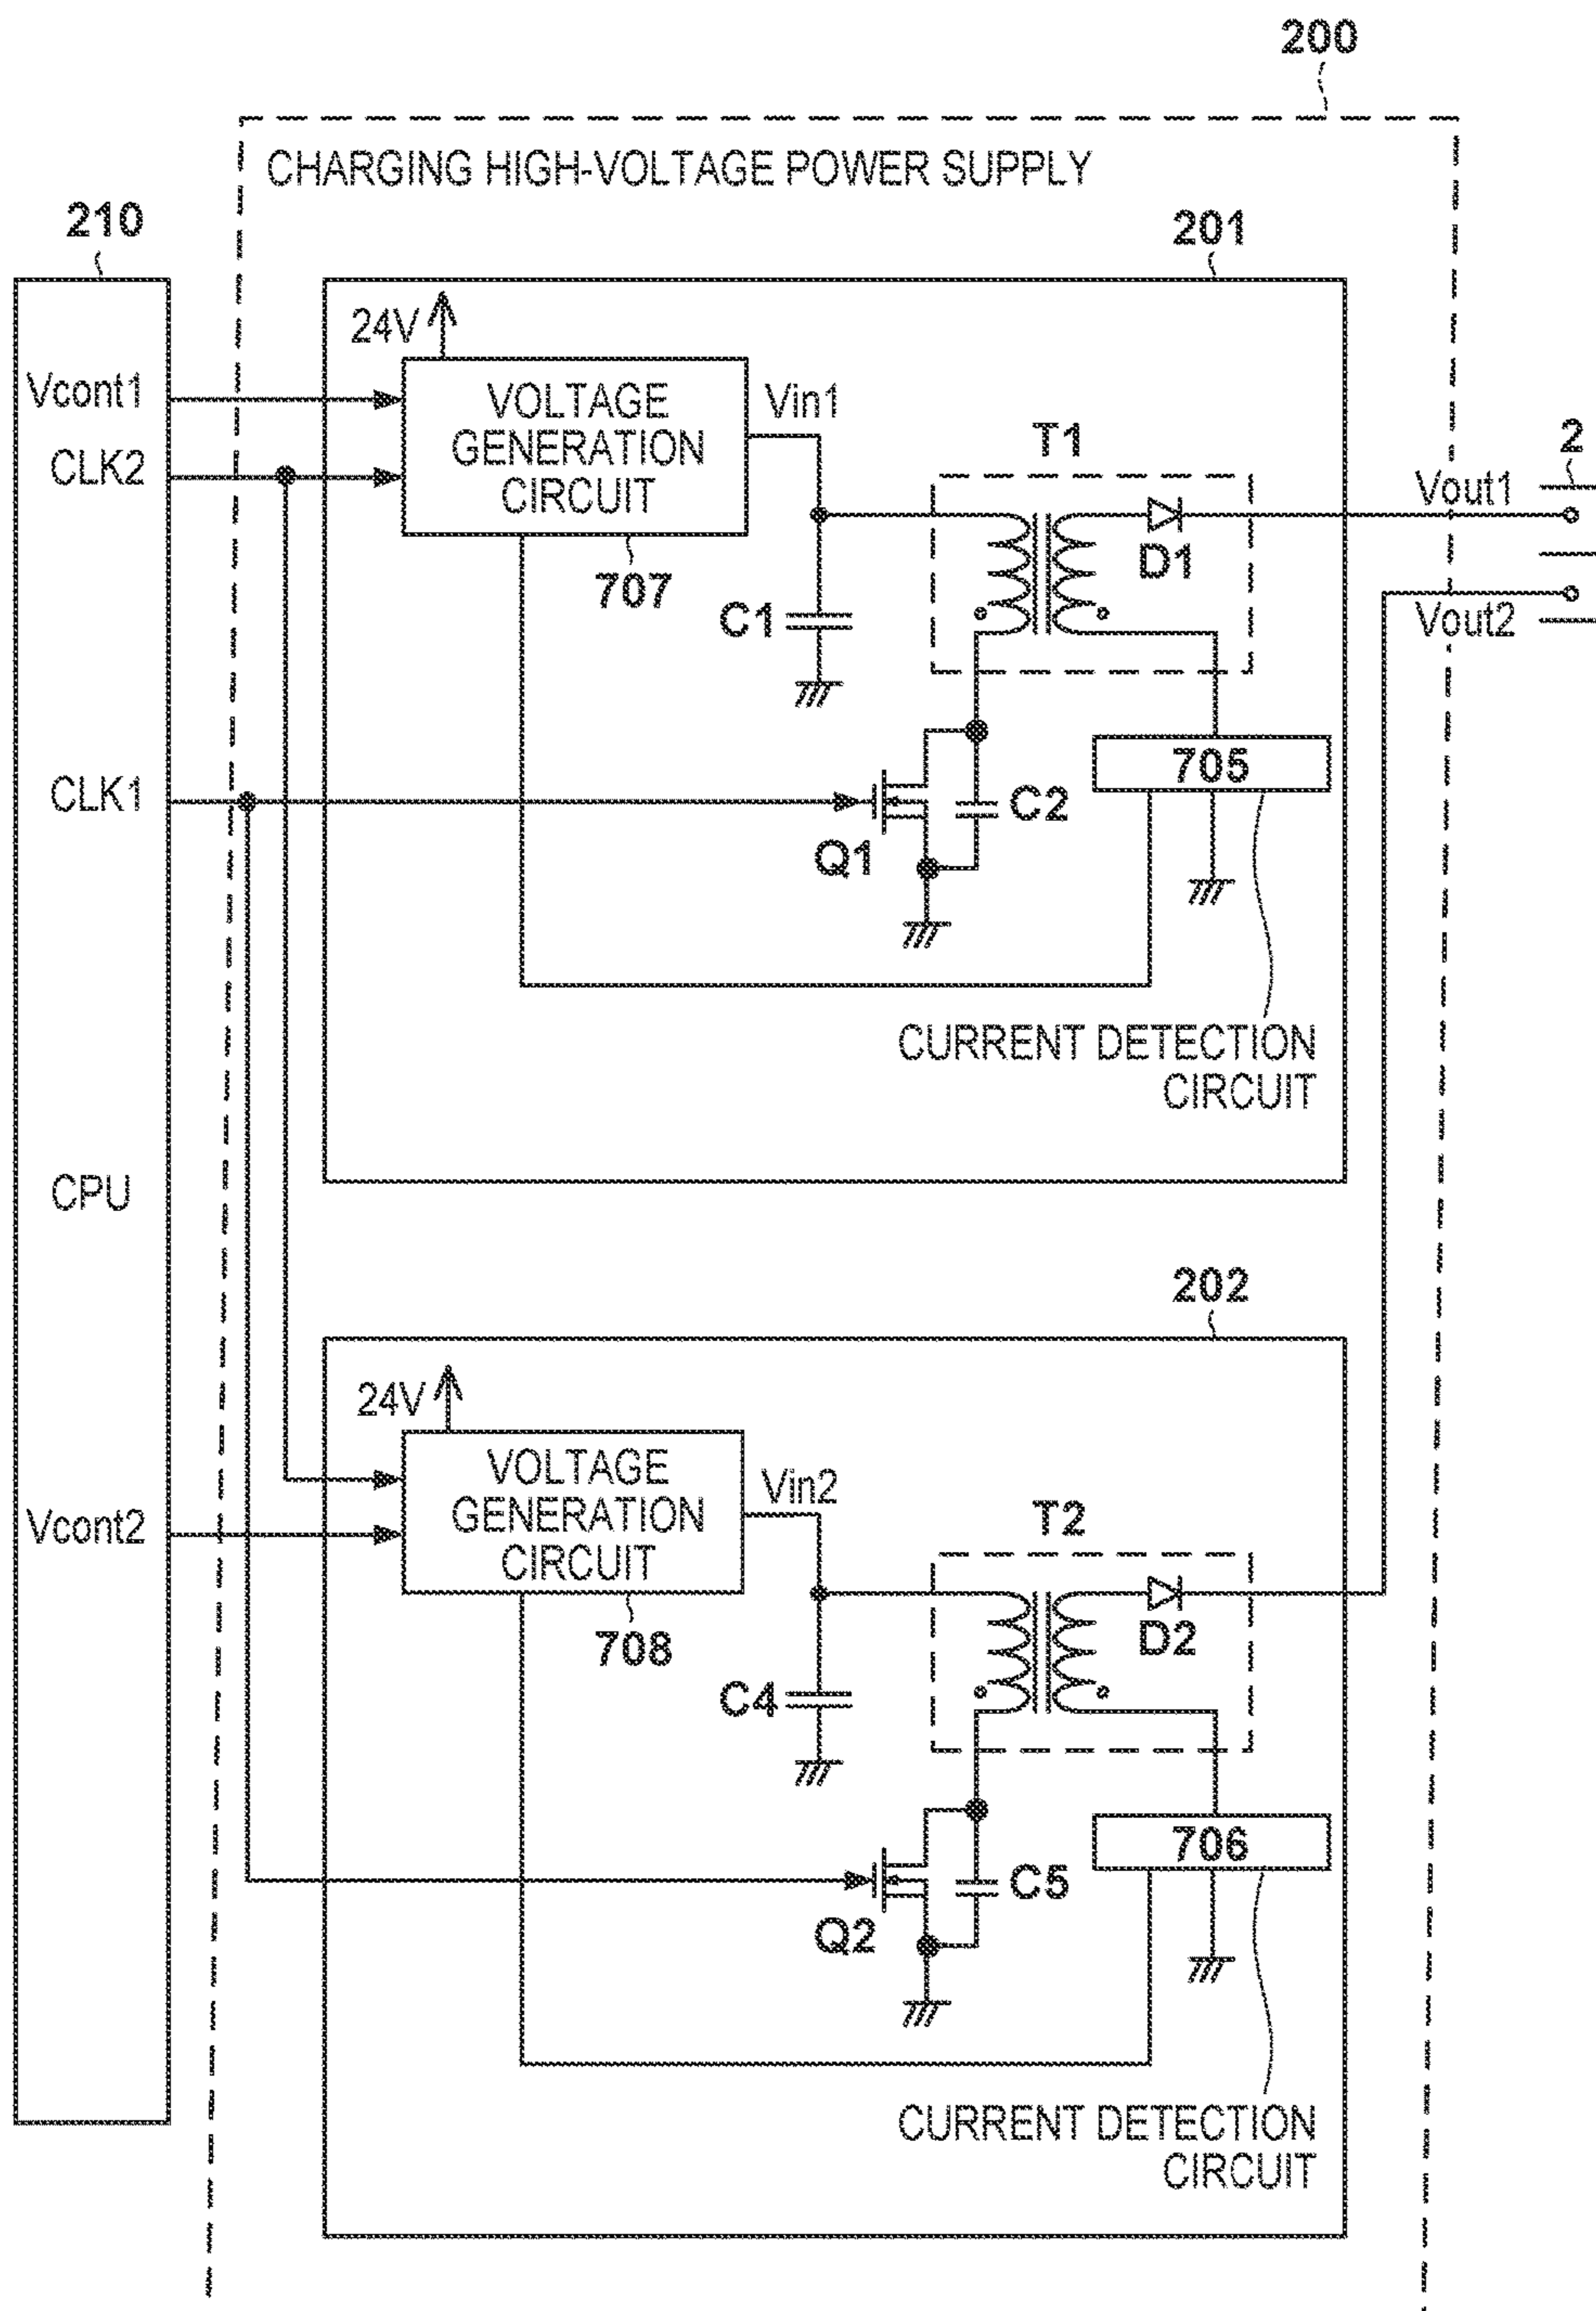 200
CHARGING HIGH-VOLTAGE POWER SUPPLY
210
201
24V
Vcont1
VOLTAGE
GENERATION
CIRCUIT
Vin1
CLK2
T1
2
Vout1
D1
707
C1
Vout2
CLK1
705
C2
Q1
CURRENT DETECTION
CIRCUIT
CPU
202
24V
VOLTAGE
GENERATION
CIRCUIT
Vin2
Vcont2
T2
D2
708
C4
706
C5
Q2
CURRENT DETECTION
CIRCUIT